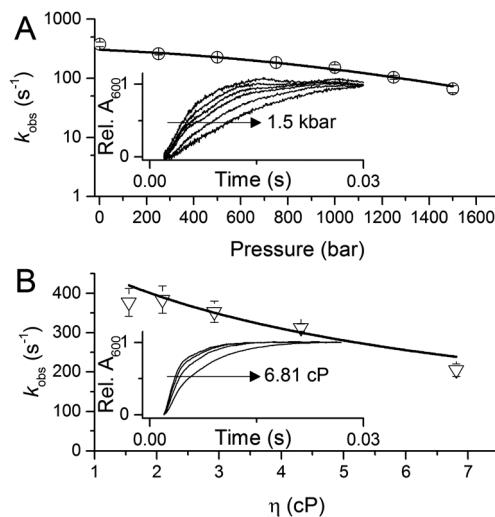 A
1000
100
10
1
k_obs (s⁻¹)
Rel. A₆₀₀
1
0
1.5 kbar
0.00 0.03
Time (s)
0 200 400 600 800 1000 1200 1400 1600
Pressure (bar)
B
400
300
200
100
0
k_obs (s⁻¹)
Rel. A₆₀₀
1
0
6.81 cP
0.00 0.03
Time (s)
1 2 3 4 5 6 7
η (cP)